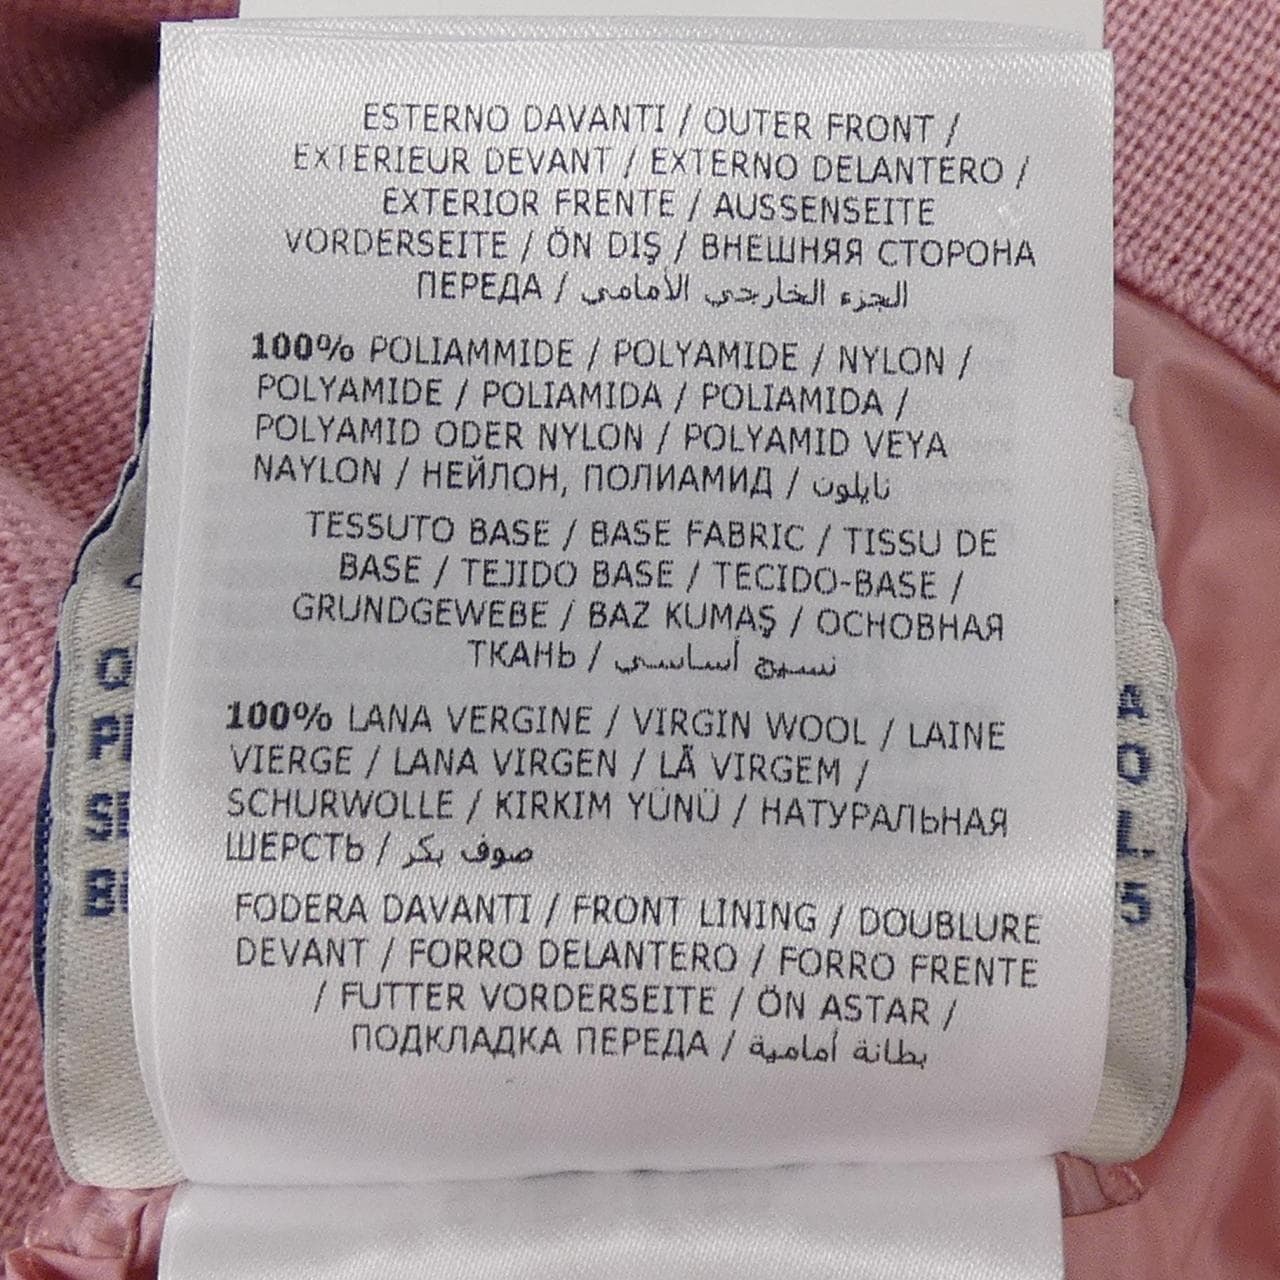 ESTERNO DAVANTI / OUTER FRONT /
EXTERIEUR DEVANT / EXTERNO DELANTERO /
EXTERIOR FRENTE / AUSSENSEITE
VORDERSEITE / ÖN DIŞ / ВНЕШНЯЯ СТОРОНА
ПЕРЕДА / الجزء الخارجي الأمامي
100% POLIAMMIDE / POLYAMIDE / NYLON /
POLYAMIDE / POLIAMIDA / POLIAMIDA /
POLYAMID ODER NYLON / POLYAMID VEYA
NAYLON / НЕЙЛОН, ПОЛИАМИД / نايلون
TESSUTO BASE / BASE FABRIC / TISSU DE
BASE / TEJIDO BASE / TECIDO-BASE /
GRUNDGEWEBE / BAZ KUMAŞ / ОСНОВНАЯ
ТКАНЬ / نسيج أساسي
100% LANA VERGINE / VIRGIN WOOL / LAINE
VIERGE / LANA VIRGEN / LÃ VIRGEM /
SCHURWOLLE / KIRKIM YÜNÜ / НАТУРАЛЬНАЯ
ШЕРСТЬ / صوف بكر
FODERA DAVANTI / FRONT LINING / DOUBLURE
DEVANT / FORRO DELANTERO / FORRO FRENTE
/ FUTTER VORDERSEITE / ÖN ASTAR /
ПОДКЛАДКА ПЕРЕДА / بطانة أمامية